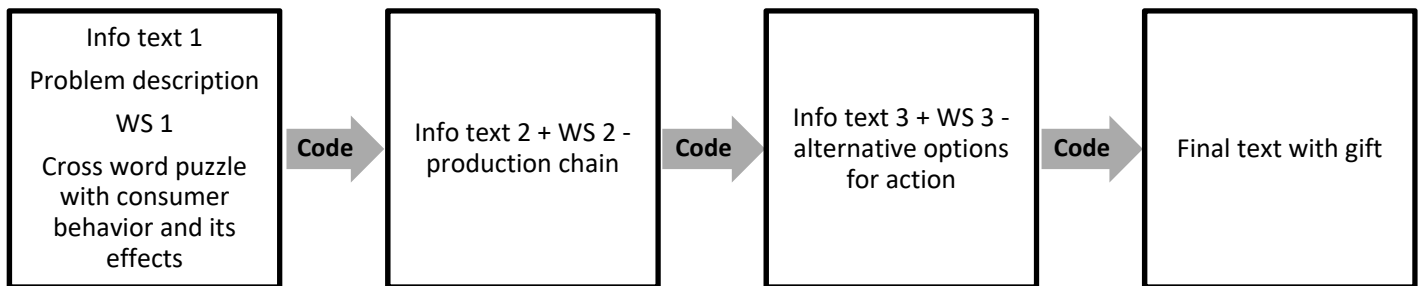 Info text 1
Problem description
WS 1
Cross word puzzle
with consumer
behavior and its
effects
Code
Info text 2 + WS 2 -
production chain
Code
Info text 3 + WS 3 -
alternative options
for action
Code
Final text with gift